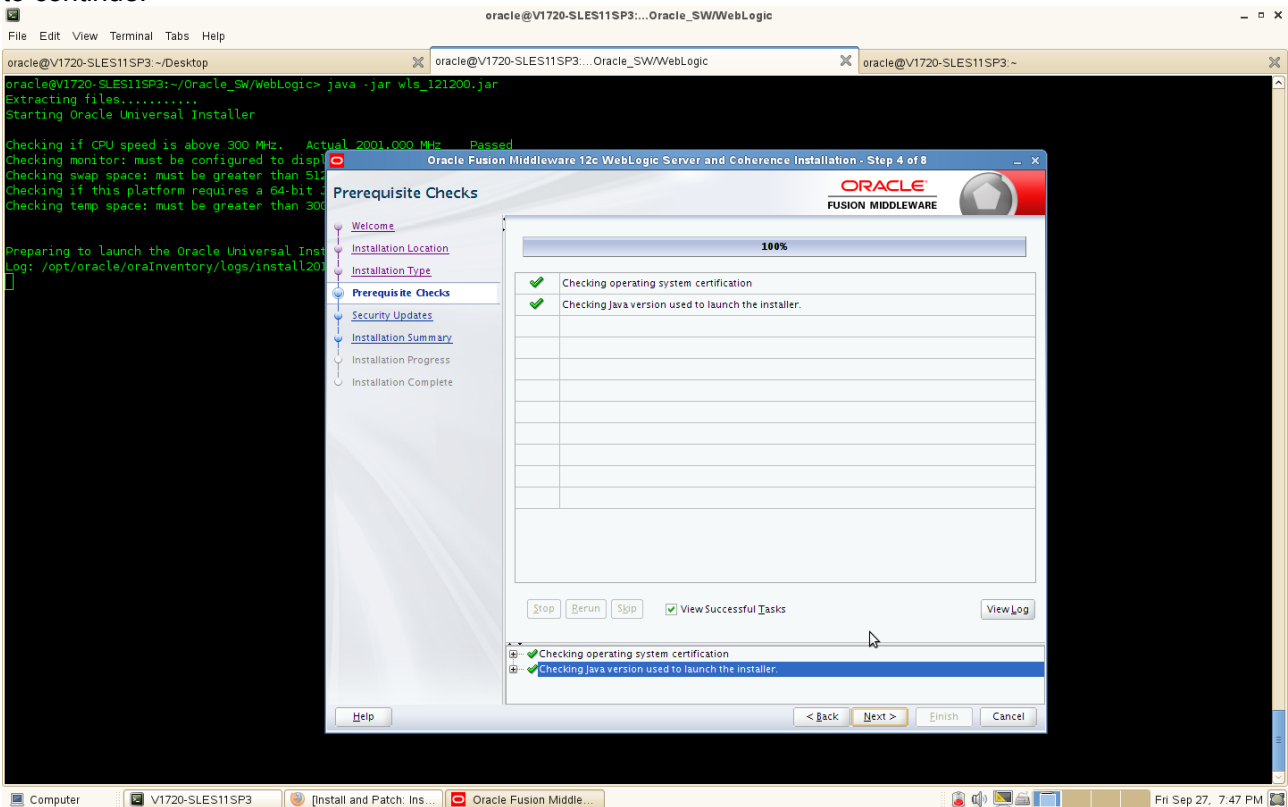 to continue.
oracle@V1720-SLES11SP3:...Oracle_SW/WebLogic
File Edit View Terminal Tabs Help
oracle@V1720-SLES11SP3:~/Desktop
oracle@V1720-SLES11SP3:...Oracle_SW/WebLogic
oracle@V1720-SLES11SP3:~
oracle@V1720-SLES11SP3:~/Oracle_SW/WebLogic> java -jar wls_121200.jar
Extracting files...........
Starting Oracle Universal Installer
Checking if CPU speed is above 300 MHz. Actual 2001.000 MHz Passed
Checking monitor: must be configured to displ
Checking swap space: must be greater than 512
Checking if this platform requires a 64-bit J
Checking temp space: must be greater than 300
Preparing to launch the Oracle Universal Inst
Log: /opt/oracle/oraInventory/logs/install201
Oracle Fusion Middleware 12c WebLogic Server and Coherence Installation - Step 4 of 8
Prerequisite Checks
ORACLE
FUSION MIDDLEWARE
Welcome
Installation Location
Installation Type
Prerequisite Checks
Security Updates
Installation Summary
Installation Progress
Installation Complete
100%
Checking operating system certification
Checking Java version used to launch the installer.
Stop Rerun Skip View Successful Tasks View Log
Checking operating system certification
Checking Java version used to launch the installer.
Help < Back Next > Finish Cancel
Computer V1720-SLES11SP3 [Install and Patch: Ins... Oracle Fusion Middle... Fri Sep 27, 7:47 PM